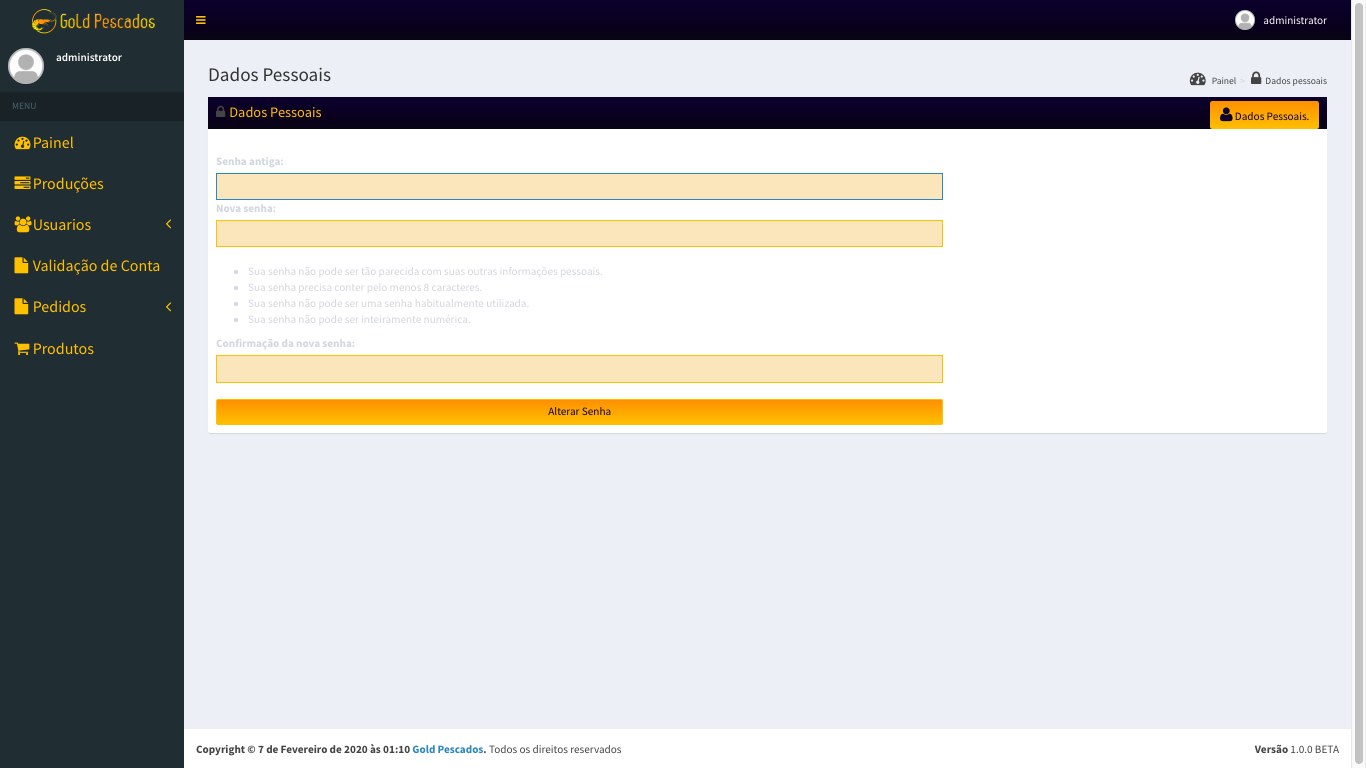 Gold Pescados
administrator
administrator
MENU
Painel
Produções
Usuarios
Validação de Conta
Pedidos
Produtos
Dados Pessoais
Painel > Dados pessoais
Dados Pessoais
Dados Pessoais.
Senha antiga:
Nova senha:
Sua senha não pode ser tão parecida com suas outras informações pessoais.
Sua senha precisa conter pelo menos 8 caracteres.
Sua senha não pode ser uma senha habitualmente utilizada.
Sua senha não pode ser inteiramente numérica.
Confirmação da nova senha:
Alterar Senha
Copyright © 7 de Fevereiro de 2020 às 01:10 Gold Pescados. Todos os direitos reservados
Versão 1.0.0 BETA